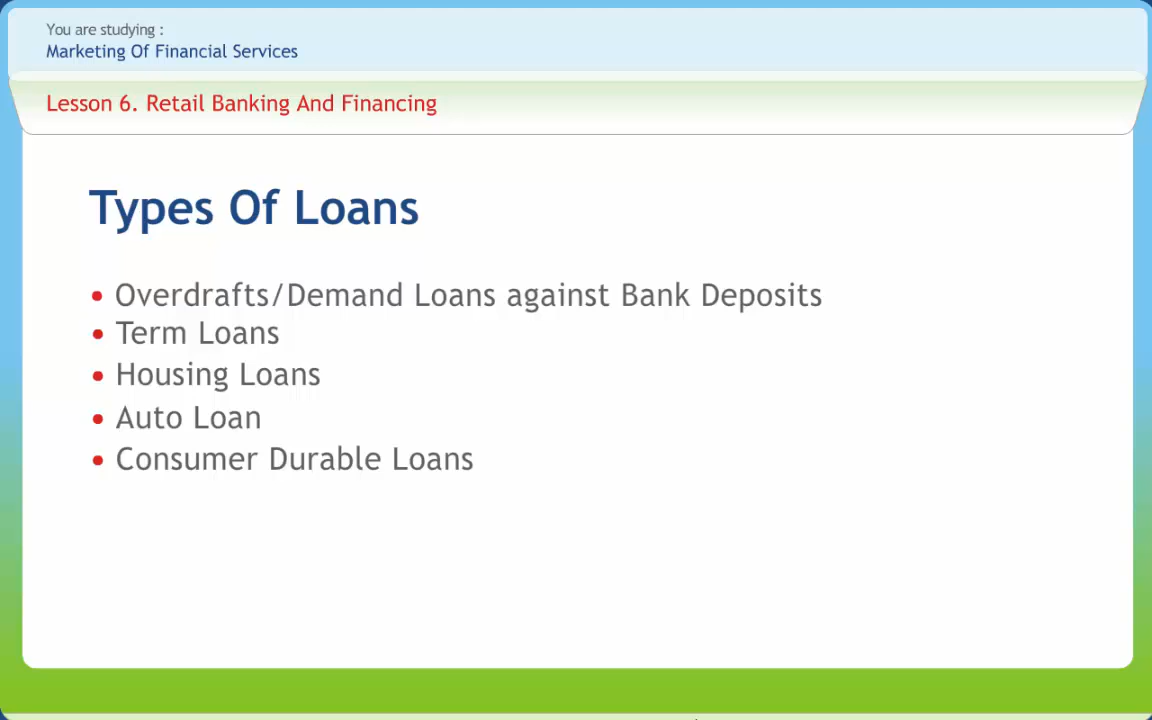 You are studying :
Marketing Of Financial Services
Lesson 6. Retail Banking And Financing
Types Of Loans
• Overdrafts/Demand Loans against Bank Deposits
• Term Loans
• Housing Loans
• Auto Loan
• Consumer Durable Loans